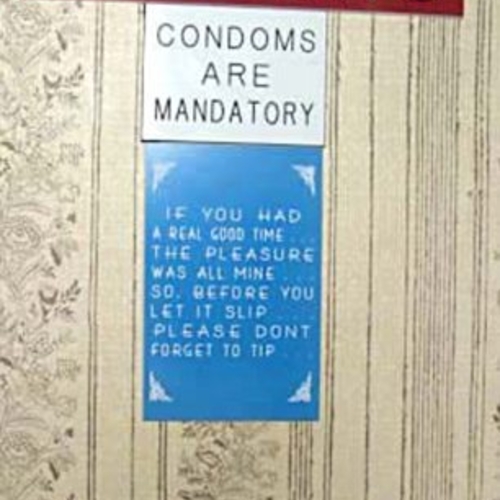 CONDOMS
ARE
MANDATORY
IF YOU HAD
A REAL GOOD TIME . . .
THE PLEASURE
WAS ALL MINE . . .
SO, BEFORE YOU
LET IT SLIP . . .
PLEASE DONT
FORGET TO TIP . . .